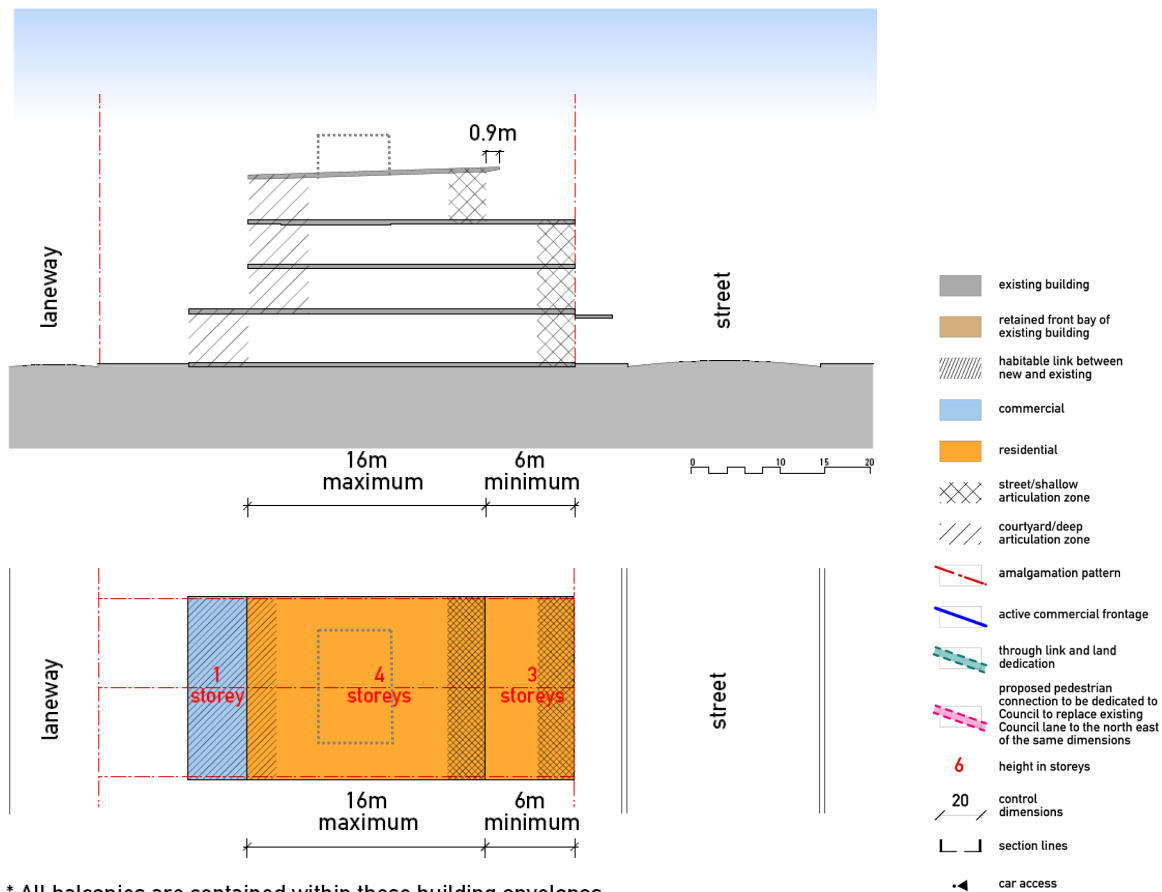 0.9m
laneway
street
16m
maximum
6m
minimum
0
10
15
20
laneway
1
storey
4
storeys
3
storeys
street
16m
maximum
6m
minimum
existing building
retained front bay of
existing building
habitable link between
new and existing
commercial
residential
street/shallow
articulation zone
courtyard/deep
articulation zone
amalgamation pattern
active commercial frontage
through link and land
dedication
proposed pedestrian
connection to be dedicated to
Council to replace existing
Council lane to the north east
of the same dimensions
6
height in storeys
20
control
dimensions
section lines
car access
* All balconies are contained within these building envelopes